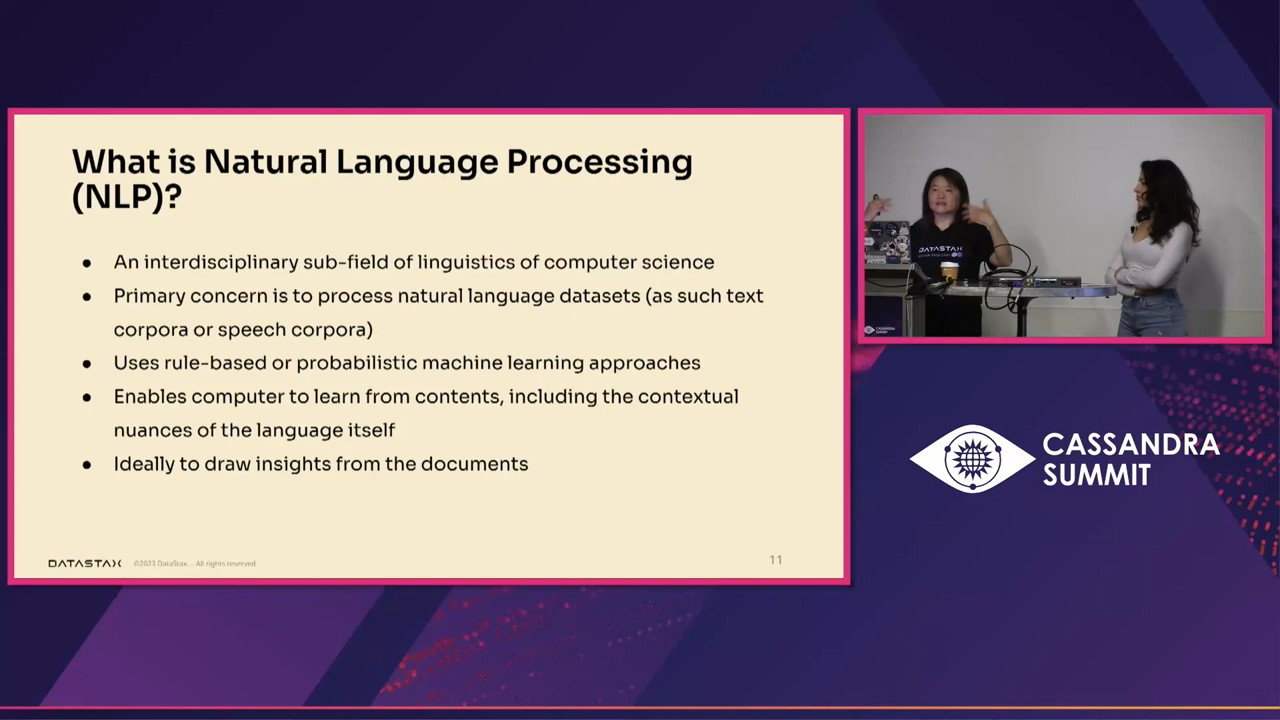 What is Natural Language Processing
(NLP)?
● An interdisciplinary sub-field of linguistics of computer science
● Primary concern is to process natural language datasets (as such text
corpora or speech corpora)
● Uses rule-based or probabilistic machine learning approaches
● Enables computer to learn from contents, including the contextual
nuances of the language itself
● Ideally to draw insights from the documents
DATASTAX ©2023 DataStax. – All rights reserved
11
DATASTAX
CASSANDRA
SUMMIT